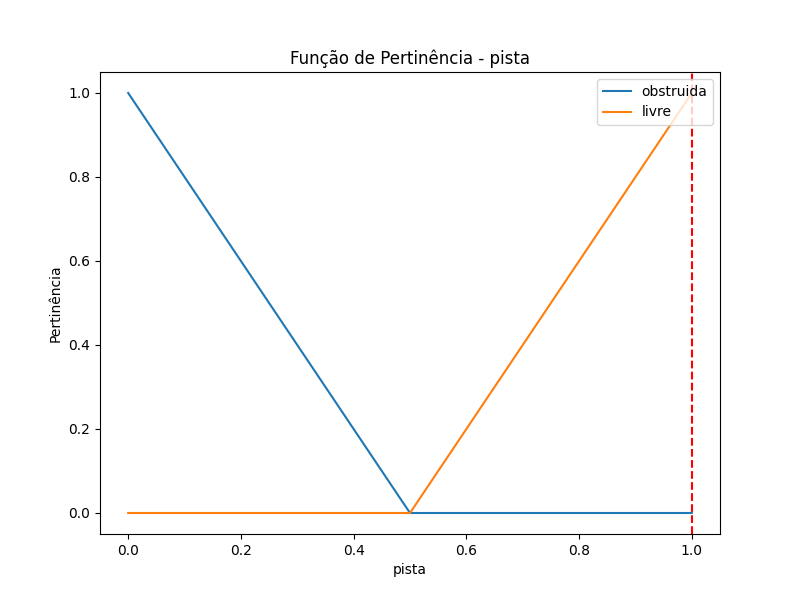 Função de Pertinência - pista
obstruida
livre
1.0
0.8
0.6
0.4
0.2
0.0
Pertinência
0.0 0.2 0.4 0.6 0.8 1.0
pista